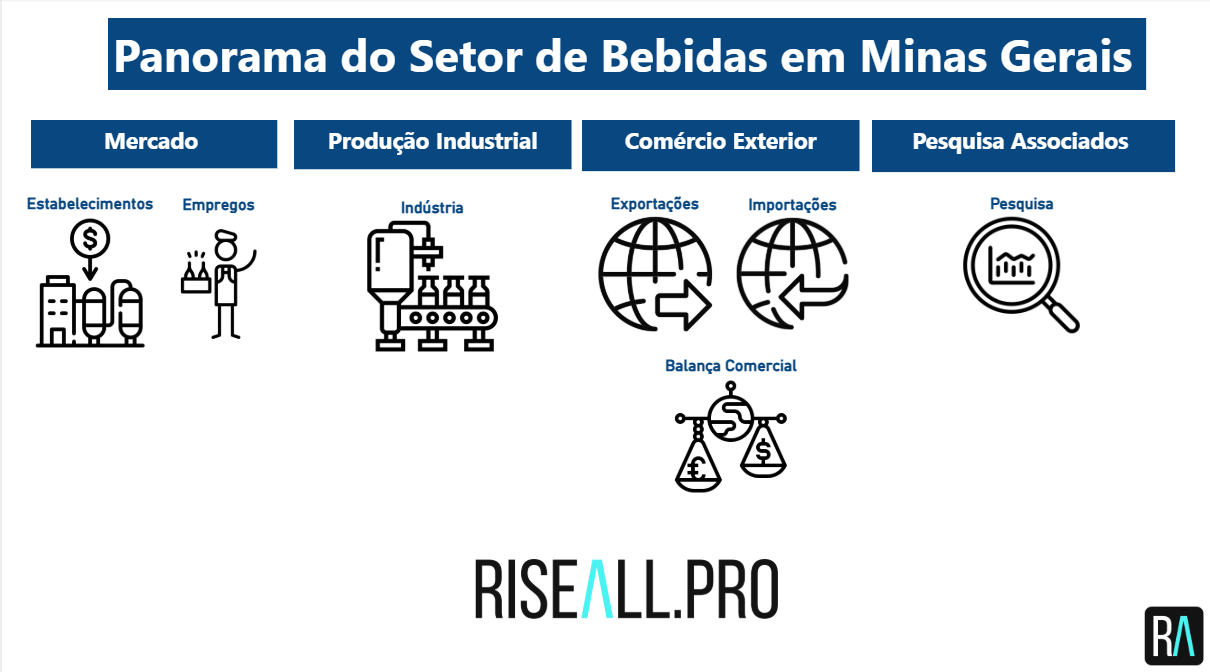 Panorama do Setor de Bebidas em Minas Gerais
Mercado
Produção Industrial
Comércio Exterior
Pesquisa Associados
Estabelecimentos
Empregos
Indústria
Exportações
Importações
Pesquisa
$
Balança Comercial
€
$
RISEALL.PRO
RA